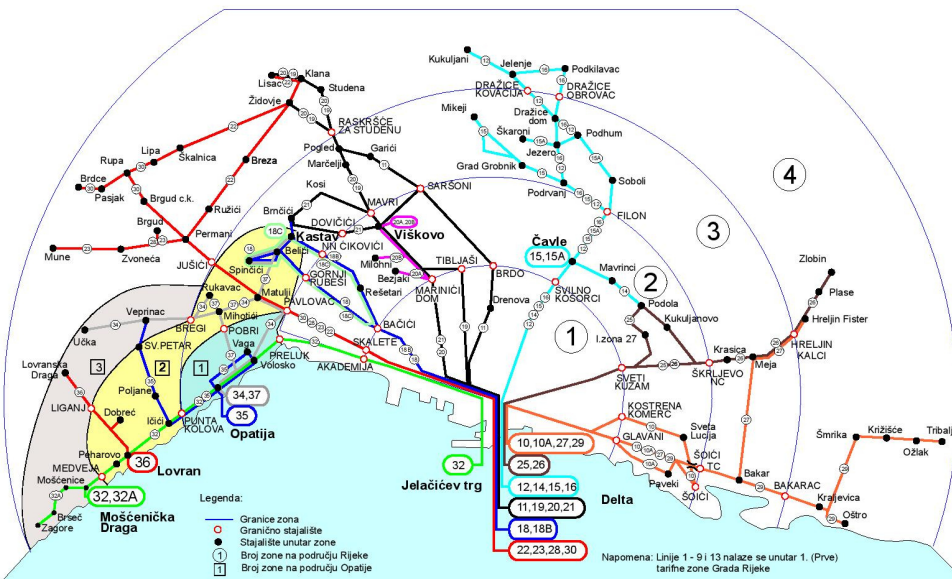 Kukuljani
Jelenje
Podkilavac
DRAŽICE
KOVAČIJA
DRAŽICE
OBROVAC
Klana
Lisac
Studena
Židovje
RASKRŠĆE
ZA STUDENU
Mikeji
Dražice
dom
Škaroni
Podhum
Jezero
Pogled
Garići
Marčelji
Grad Grobnik
Podrvanj
Soboli
4
Lipa
Škalnica
Breza
Rupa
Brdce
Pasjak
Brgud c.k.
Kosi
SARŠONI
Ružići
Brgud
Brnčići
MAVRI
DOVIČIĆI
FILON
3
Permani
18C
Kastav
20A,20B
Viškovo
Čavle
15,15A
Mune
Zvoneća
Belići
NN ČIKOVIĆI
JUŠIĆI
Spinčići
Milohni
TIBLJAŠI
BRDO
Mavrinci
2
Zlobin
GORNJI
RUBEŠI
Bezjaki
MARINIĆI
DOM
SVILNO
KOSORCI
Rukavac
Matulji
Rešetari
Plase
Veprinac
Mihotići
PAVLOVAC
Drenova
Podola
Hreljin Fister
BREGI
POBRI
BAČIĆI
1
Kukuljanovo
Učka
SV.PETAR
I.zona 27
HRELJIN
KALCI
Vaga
PRELUK
SKALETE
Krasica
Lovranska
Draga
3
2
1
Volosko
AKADEMIJA
SVETI
KUZAM
ŠKRLJEVO
NC
Meja
Poljane
34,37
LIGANJ
Dobreć
35
KOSTRENA
KOMERC
Ičići
PUNTA
KOLOVA
Opatija
Sveta
Lucija
Tribalj
Križišće
Šmrika
Peharovo
36
Lovran
10,10A,27,29
GLAVANI
ŠOIĆI
TC
Ožlak
MEDVEJA
32
25,26
Mošćenice
32,32A
Jelačićev trg
12,14,15,16
Delta
Paveki
ŠOIĆI
Bakar
BAKARAC
Brseč
Mošćenička
Draga
Legenda:
11,19,20,21
Kraljevica
Zagore
Oštro
Granice zona
18,18B
Granično stajalište
Stajalište unutar zone
22,23,28,30
1 Broj zone na području Rijeke
1 Broj zone na području Opatije
Napomena: Linije 1 - 9 i 13 nalaze se unutar 1. (Prve)
tarifne zone Grada Rijeke